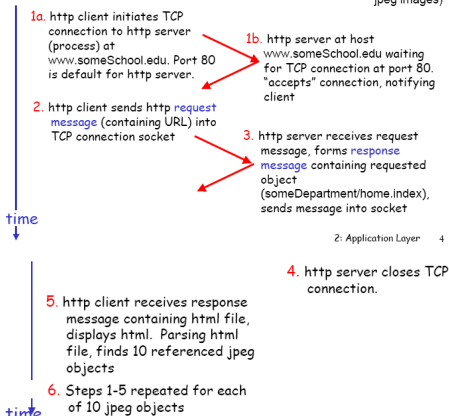 jpeg images)
1a. http client initiates TCP
connection to http server
(process) at
www.someSchool.edu. Port 80
is default for http server.
1b. http server at host
www.someSchool.edu waiting
for TCP connection at port 80.
"accepts" connection, notifying
client
2. http client sends http request
message (containing URL) into
TCP connection socket
3. http server receives request
message, forms response
message containing requested
object
(someDepartment/home.index),
sends message into socket
time
2: Application Layer 4
4. http server closes TCP
connection.
5. http client receives response
message containing html file,
displays html. Parsing html
file, finds 10 referenced jpeg
objects
6. Steps 1-5 repeated for each
of 10 jpeg objects
time